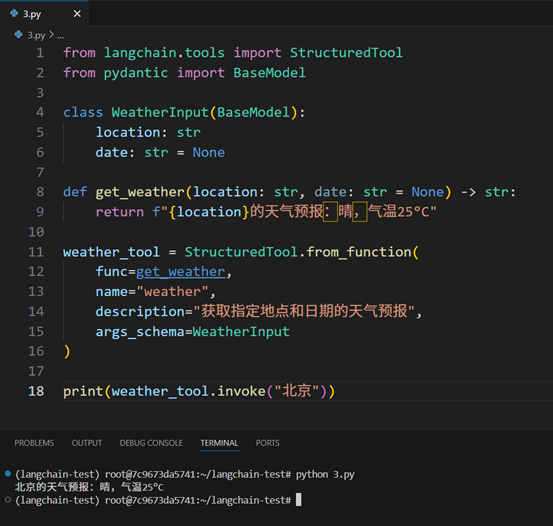 3.py
3.py > ...
1 from langchain.tools import StructuredTool
2 from pydantic import BaseModel
3
4 class WeatherInput(BaseModel):
5     location: str
6     date: str = None
7
8 def get_weather(location: str, date: str = None) -> str:
9     return f"{location}的天气预报：晴，气温25°C"
10
11 weather_tool = StructuredTool.from_function(
12     func=get_weather,
13     name="weather",
14     description="获取指定地点和日期的天气预报",
15     args_schema=WeatherInput
16 )
17
18 print(weather_tool.invoke("北京"))
PROBLEMS OUTPUT DEBUG CONSOLE TERMINAL PORTS
(langchain-test) root@7c9673da5741:~/langchain-test# python 3.py
北京的天气预报：晴，气温25°C
(langchain-test) root@7c9673da5741:~/langchain-test#